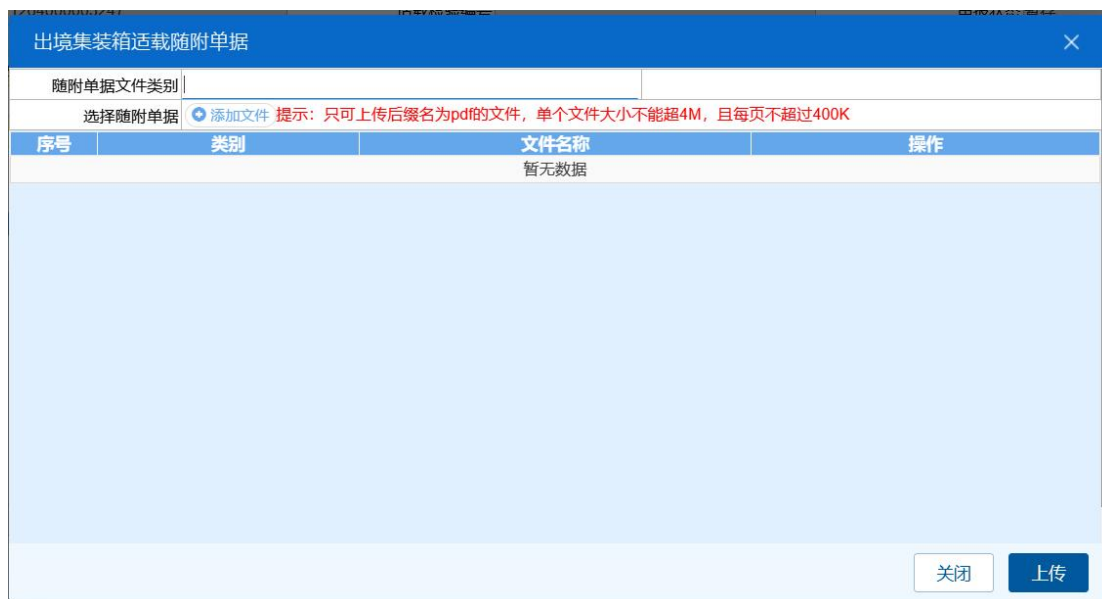 出境集装箱适载随附单据
随附单据文件类别
选择随附单据 添加文件 提示：只可上传后缀名为pdf的文件，单个文件大小不能超4M，且每页不超过400K
序号 类别 文件名称 操作
暂无数据
关闭 上传